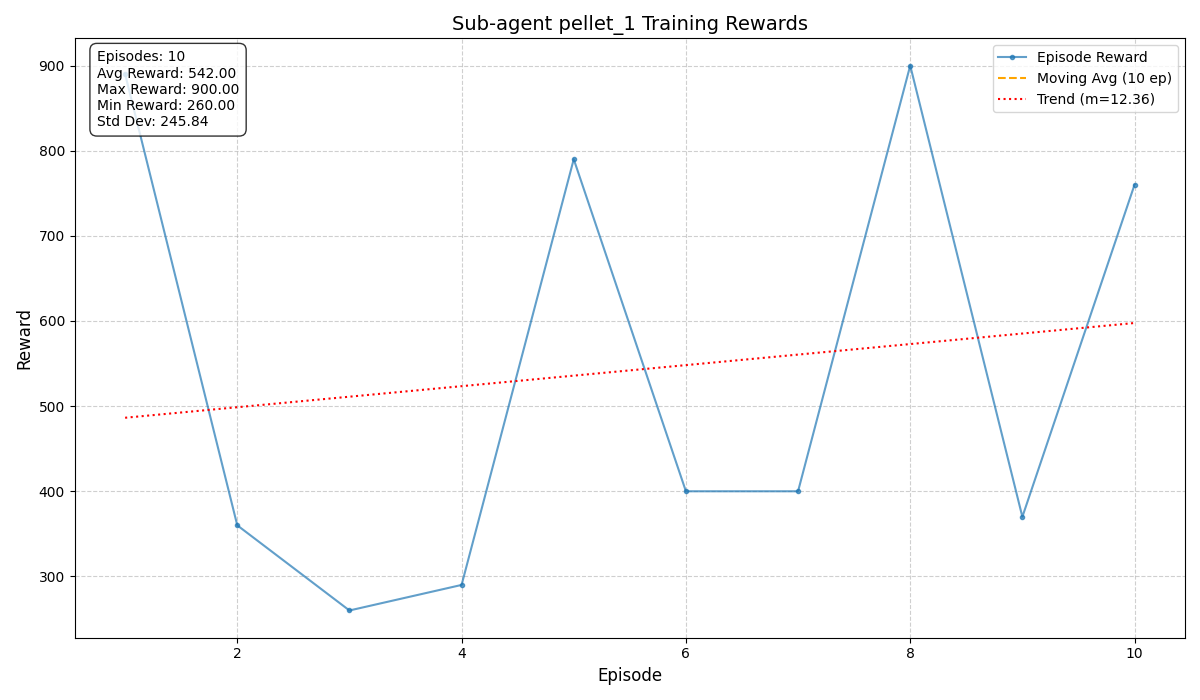 Sub-agent pellet_1 Training Rewards
Episodes: 10
Avg Reward: 542.00
Max Reward: 900.00
Min Reward: 260.00
Std Dev: 245.84
Episode Reward
Moving Avg (10 ep)
Trend (m=12.36)
Reward
900
800
700
600
500
400
300
2
4
6
8
10
Episode